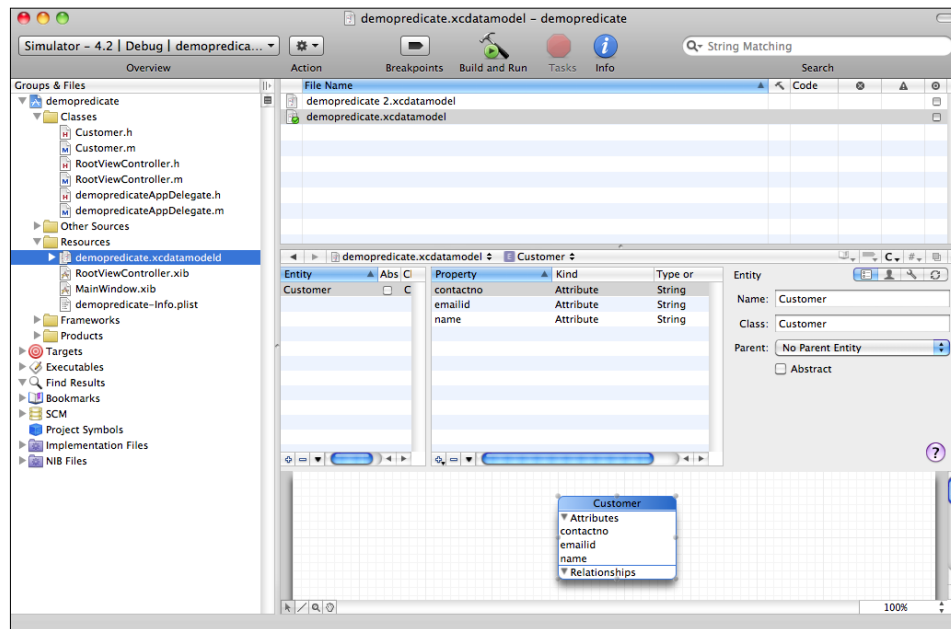 demopredicate.xcdatamodel – demopredicate
Simulator – 4.2 | Debug | demopredica...
String Matching
Overview
Action
Breakpoints
Build and Run
Tasks
Info
Search
Groups & Files
demopredicate
Classes
Customer.h
Customer.m
RootViewController.h
RootViewController.m
demopredicateAppDelegate.h
demopredicateAppDelegate.m
Other Sources
Resources
demopredicate.xcdatamodeld
RootViewController.xib
MainWindow.xib
demopredicate-Info.plist
Frameworks
Products
Targets
Executables
Find Results
Bookmarks
SCM
Project Symbols
Implementation Files
NIB Files
File Name
Code
demopredicate 2.xcdatamodel
demopredicate.xcdatamodel
demopredicate.xcdatamodel
Customer
C
Entity
Abs
Cl
Customer
C
Property
Kind
Type or
contactno
Attribute
String
emailid
Attribute
String
name
Attribute
String
Entity
Name:
Customer
Class:
Customer
Parent:
No Parent Entity
Abstract
?
Customer
Attributes
contactno
emailid
name
Relationships
100%